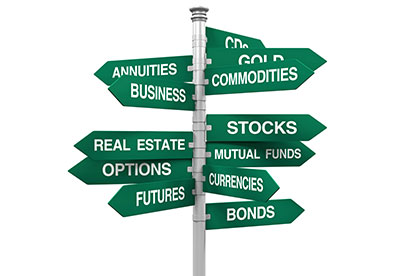 CDs
GOLD
ANNUITIES
COMMODITIES
BUSINESS
STOCKS
REAL ESTATE
MUTUAL FUNDS
OPTIONS
CURRENCIES
FUTURES
BONDS